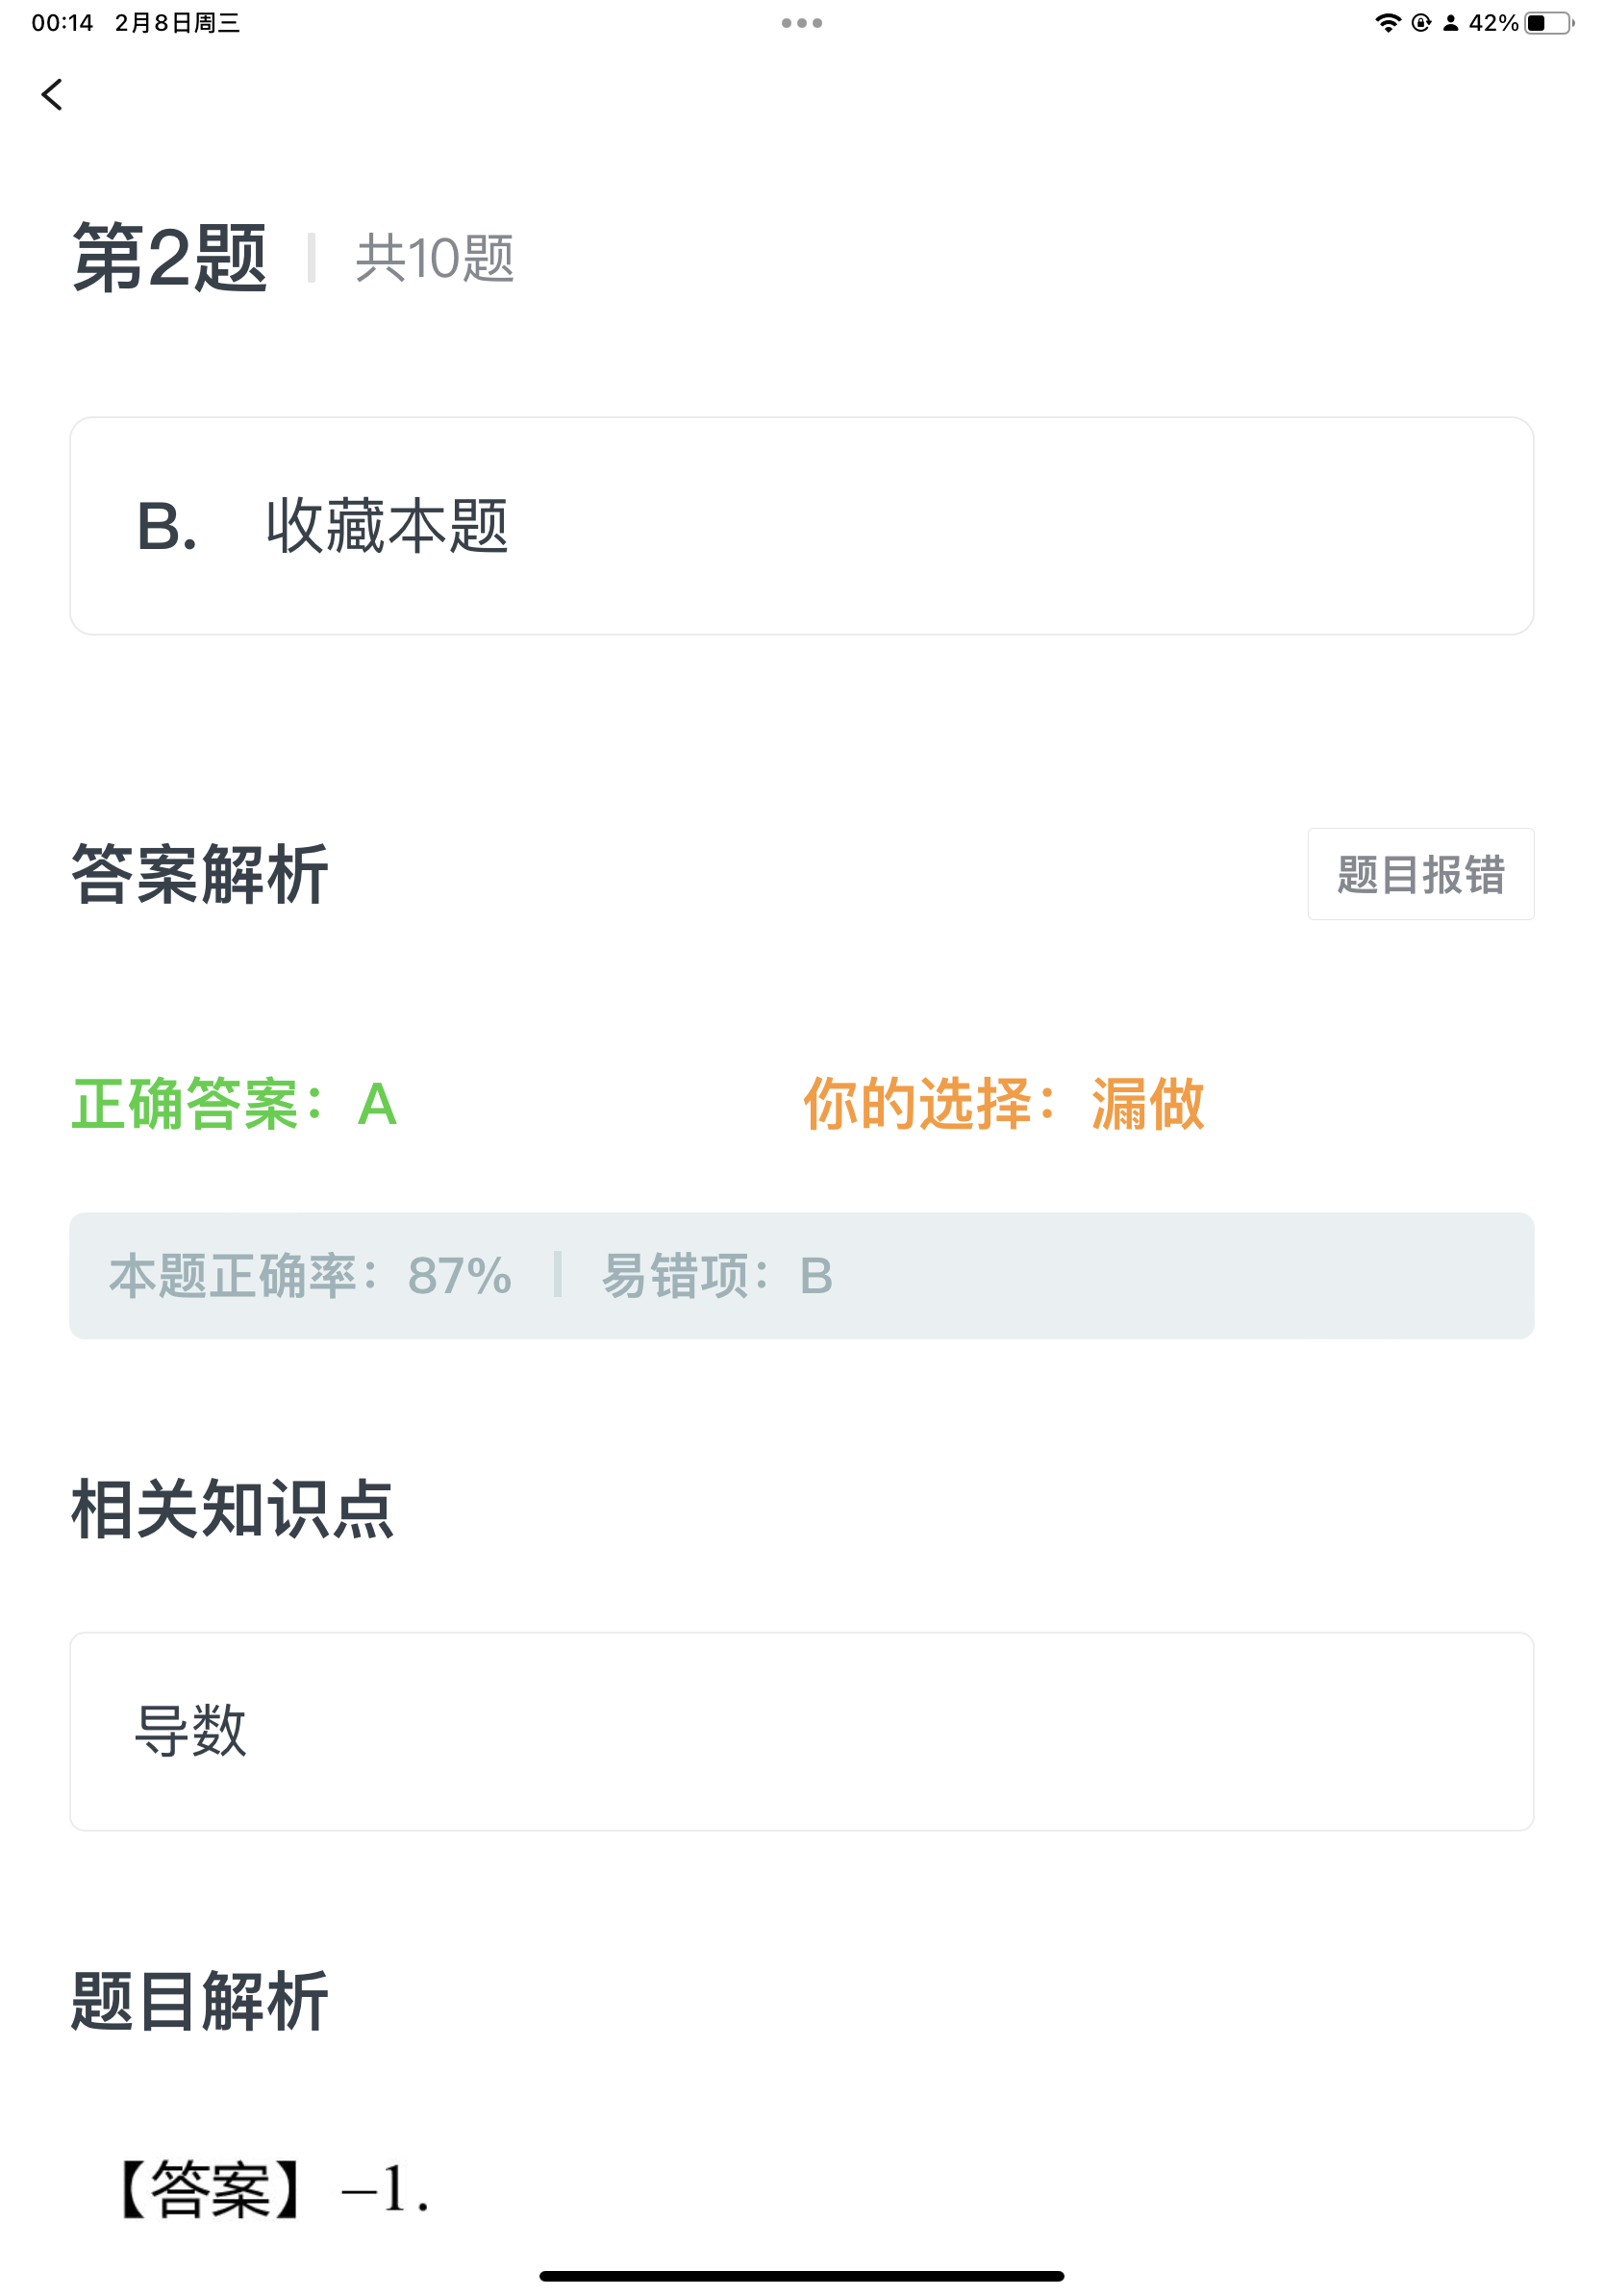 00:14 2月8日周三 42%
第2题 共10题
B. 收藏本题
答案解析 题目报错
正确答案：A 你的选择：漏做
本题正确率：87% 易错项：B
相关知识点
导数
题目解析
【答案】 –1.